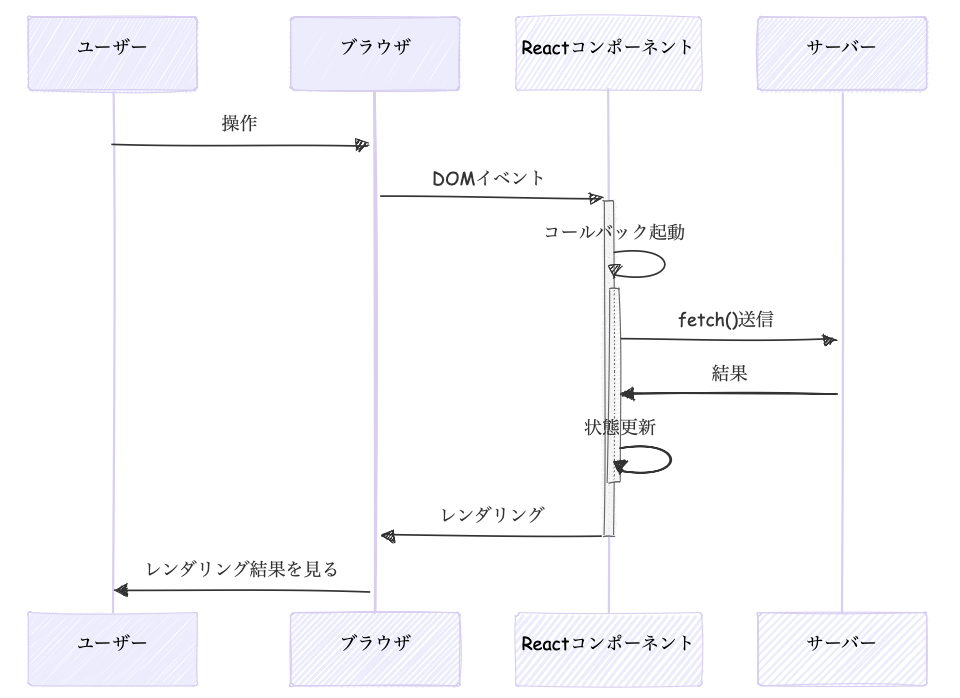 ユーザー
ブラウザ
Reactコンポーネント
サーバー
操作
DOMイベント
コールバック起動
fetch()送信
結果
状態更新
レンダリング
レンダリング結果を見る
ユーザー
ブラウザ
Reactコンポーネント
サーバー